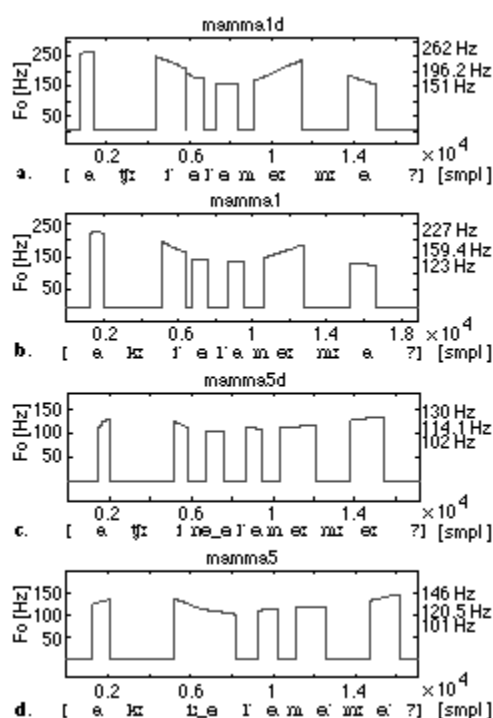 mamma1d
Fo [Hz]
250 262 Hz
150 196.2 Hz
50 151 Hz
0.2 0.6 1 1.4 ×10⁴
a. [ ?] [smpl]
mamma1
Fo [Hz]
250 227 Hz
150 159.4 Hz
50 123 Hz
0.2 0.6 1 1.4 1.8 ×10⁴
b. [ ?] [smpl]
mamma5d
Fo [Hz]
150 130 Hz
100 114.1 Hz
50 102 Hz
0.2 0.6 1 1.4 ×10⁴
c. [ ?] [smpl]
mamma5
Fo [Hz]
150 146 Hz
100 120.5 Hz
50 101 Hz
0.2 0.6 1 1.4 ×10⁴
d. [ ?] [smpl]